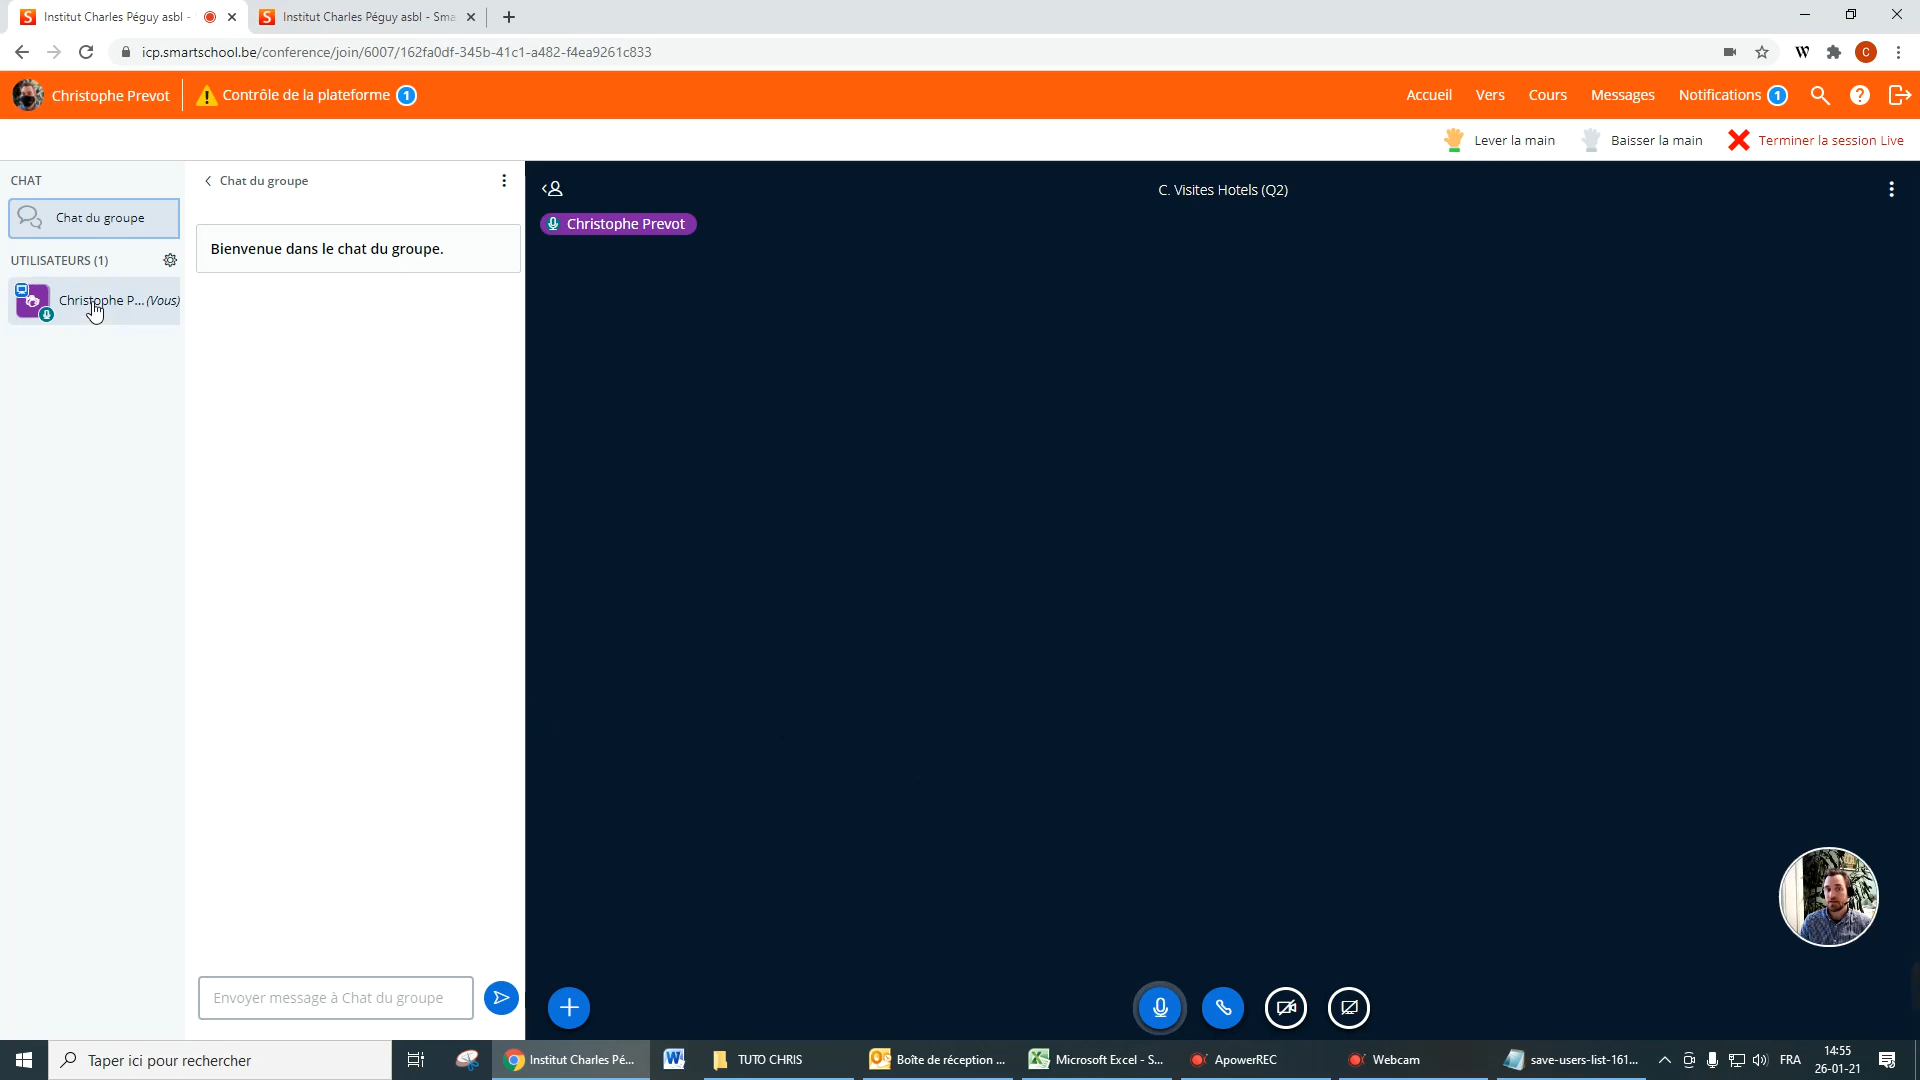 Institut Charles Péguy asbl -
Institut Charles Péguy asbl - Sma
icp.smartschool.be/conference/join/6007/162fa0df-345b-41c1-a482-f4ea9261c833
W
C
Christophe Prevot
Contrôle de la plateforme 1
Accueil
Vers
Cours
Messages
Notifications 1
Lever la main
Baisser la main
Terminer la session Live
CHAT
Chat du groupe
UTILISATEURS (1)
Christophe P... (Vous)
Chat du groupe
Bienvenue dans le chat du groupe.
Envoyer message à Chat du groupe
C. Visites Hotels (Q2)
Christophe Prevot
Taper ici pour rechercher
Institut Charles Pé...
TUTO CHRIS
Boîte de réception ...
Microsoft Excel - S...
ApowerREC
Webcam
save-users-list-161...
FRA
14:55
26-01-21